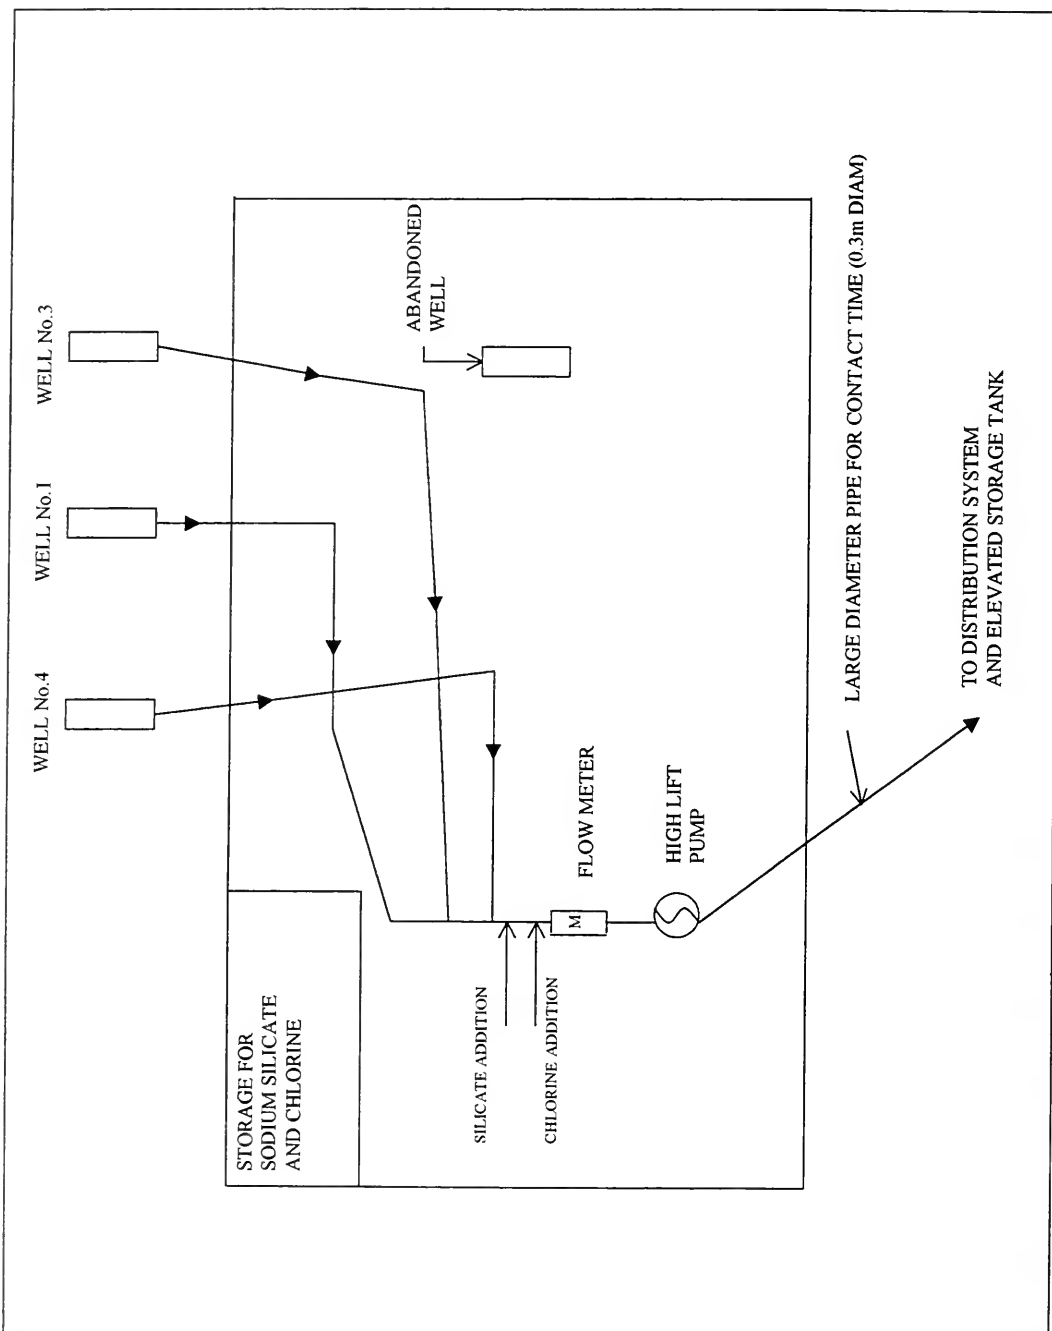 WELL No.4
WELL No.1
WELL No.3
STORAGE FOR
SODIUM SILICATE
AND CHLORINE
ABANDONED
WELL
SILICATE ADDITION
CHLORINE ADDITION
M
FLOW METER
HIGH LIFT
PUMP
LARGE DIAMETER PIPE FOR CONTACT TIME (0.3m DIAM)
TO DISTRIBUTION SYSTEM
AND ELEVATED STORAGE TANK